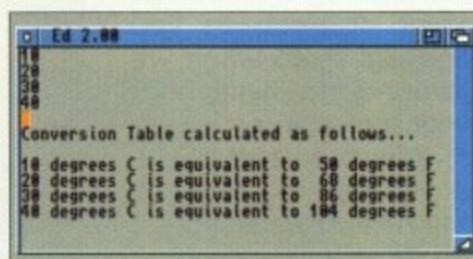 Ed 2.00
10
20
30
40
Conversion Table calculated as follows...
10 degrees C is equivalent to 50 degrees F
20 degrees C is equivalent to 68 degrees F
30 degrees C is equivalent to 86 degrees F
40 degrees C is equivalent to 104 degrees F